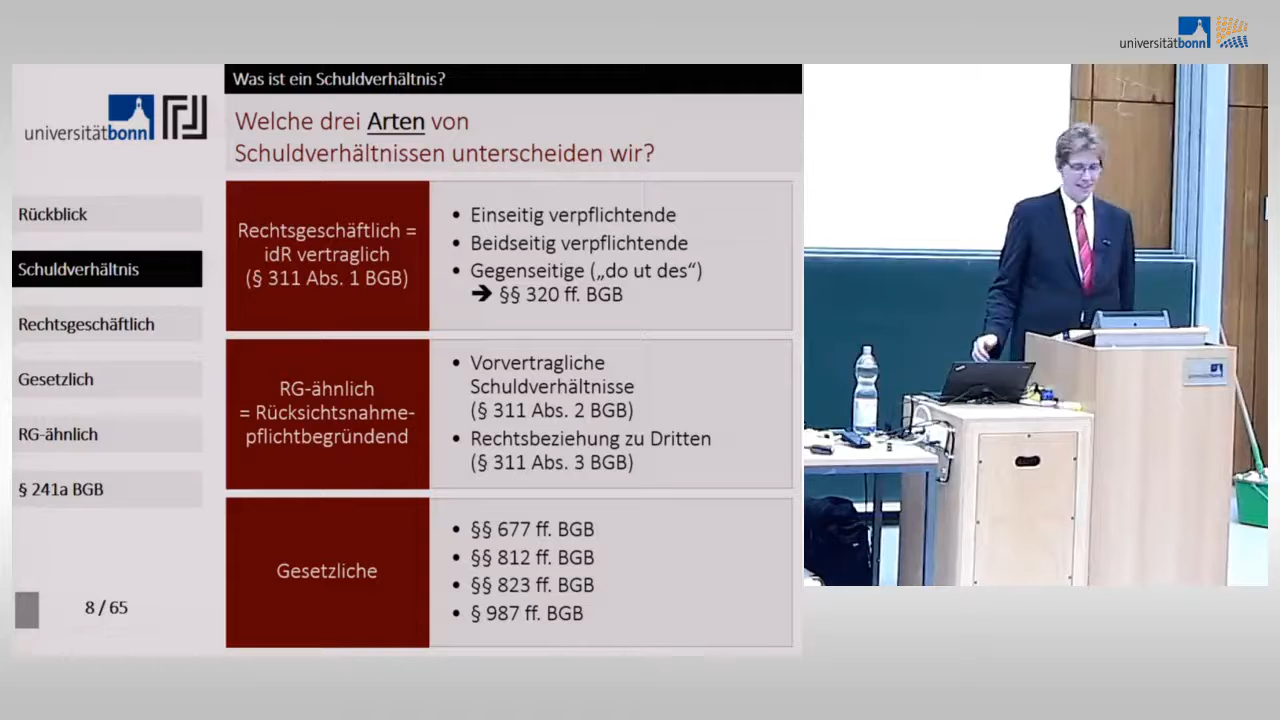 universitätbonn
universitätbonn
Rückblick
Schuldverhältnis
Rechtsgeschäftlich
Gesetzlich
RG-ähnlich
§ 241a BGB
8 / 65
Was ist ein Schuldverhältnis?
Welche drei Arten von
Schuldverhältnissen unterscheiden wir?
Rechtsgeschäftlich =
idR vertraglich
(§ 311 Abs. 1 BGB)
• Einseitig verpflichtende
• Beidseitig verpflichtende
• Gegenseitige („do ut des“)
➔ §§ 320 ff. BGB
RG-ähnlich
= Rücksichtsnahme-
pflichtbegründend
• Vorvertragliche
Schuldverhältnisse
(§ 311 Abs. 2 BGB)
• Rechtsbeziehung zu Dritten
(§ 311 Abs. 3 BGB)
Gesetzliche
• §§ 677 ff. BGB
• §§ 812 ff. BGB
• §§ 823 ff. BGB
• § 987 ff. BGB